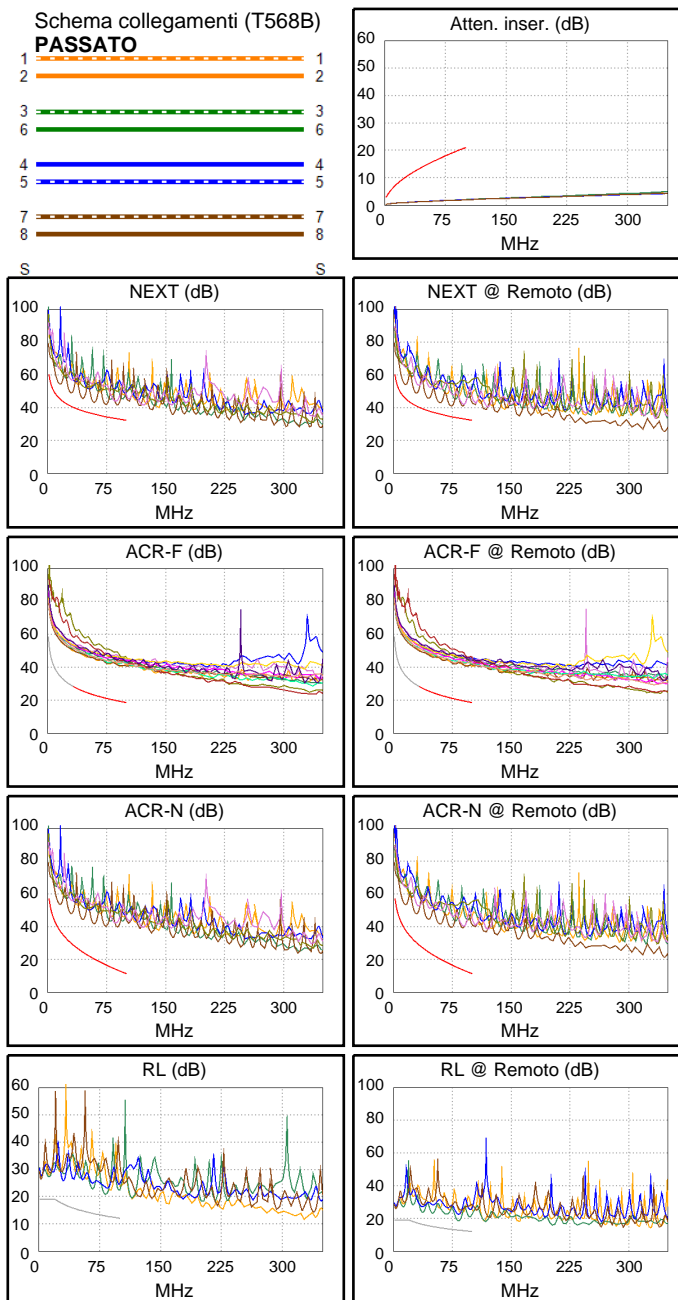 Schema collegamenti (T568B)
PASSATO
1 1
2 2
3 3
6 6
4 4
5 5
7 7
8 8
S S
Atten. inser. (dB)
60
50
40
30
20
10
0
0 75 150 225 300
MHz
NEXT (dB)
100
80
60
40
20
0
0 75 150 225 300
MHz
NEXT @ Remoto (dB)
100
80
60
40
20
0
0 75 150 225 300
MHz
ACR-F (dB)
100
80
60
40
20
0
0 75 150 225 300
MHz
ACR-F @ Remoto (dB)
100
80
60
40
20
0
0 75 150 225 300
MHz
ACR-N (dB)
100
80
60
40
20
0
0 75 150 225 300
MHz
ACR-N @ Remoto (dB)
100
80
60
40
20
0
0 75 150 225 300
MHz
RL (dB)
60
50
40
30
20
10
0
0 75 150 225 300
MHz
RL @ Remoto (dB)
100
80
60
40
20
0
0 75 150 225 300
MHz